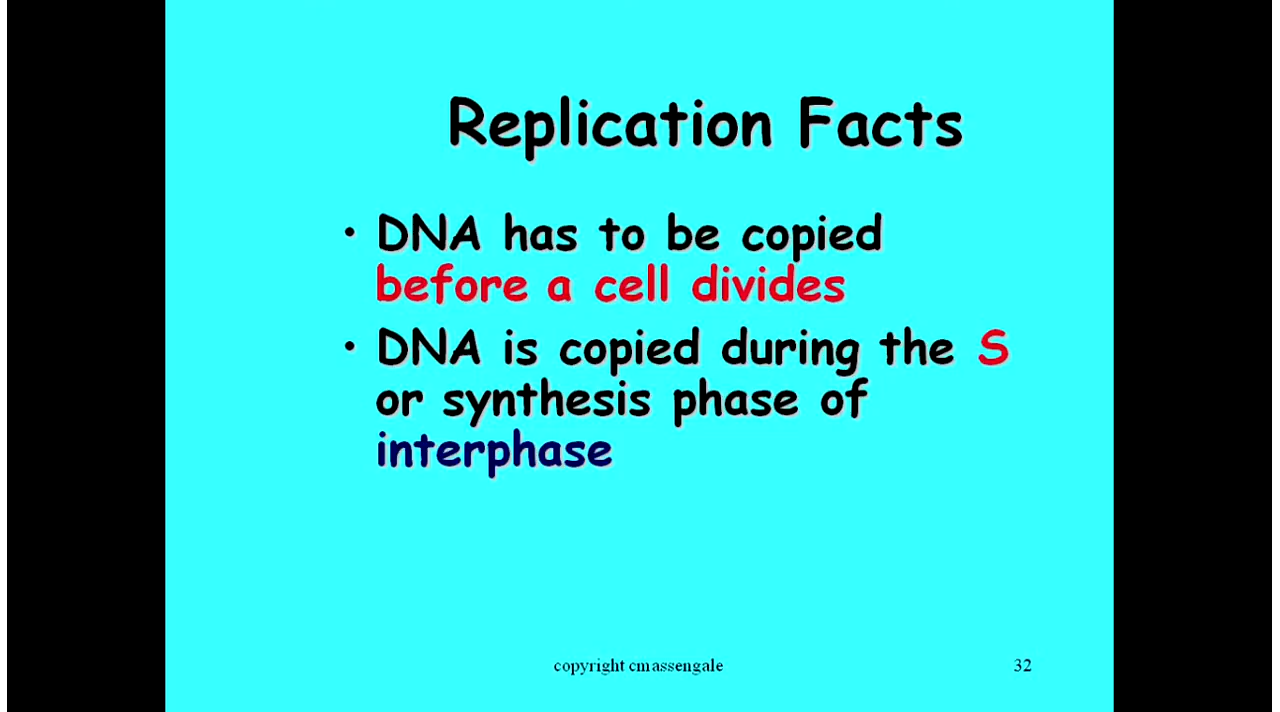 Replication Facts
• DNA has to be copied
before a cell divides
• DNA is copied during the S
or synthesis phase of
interphase
copyright cmassengale
32